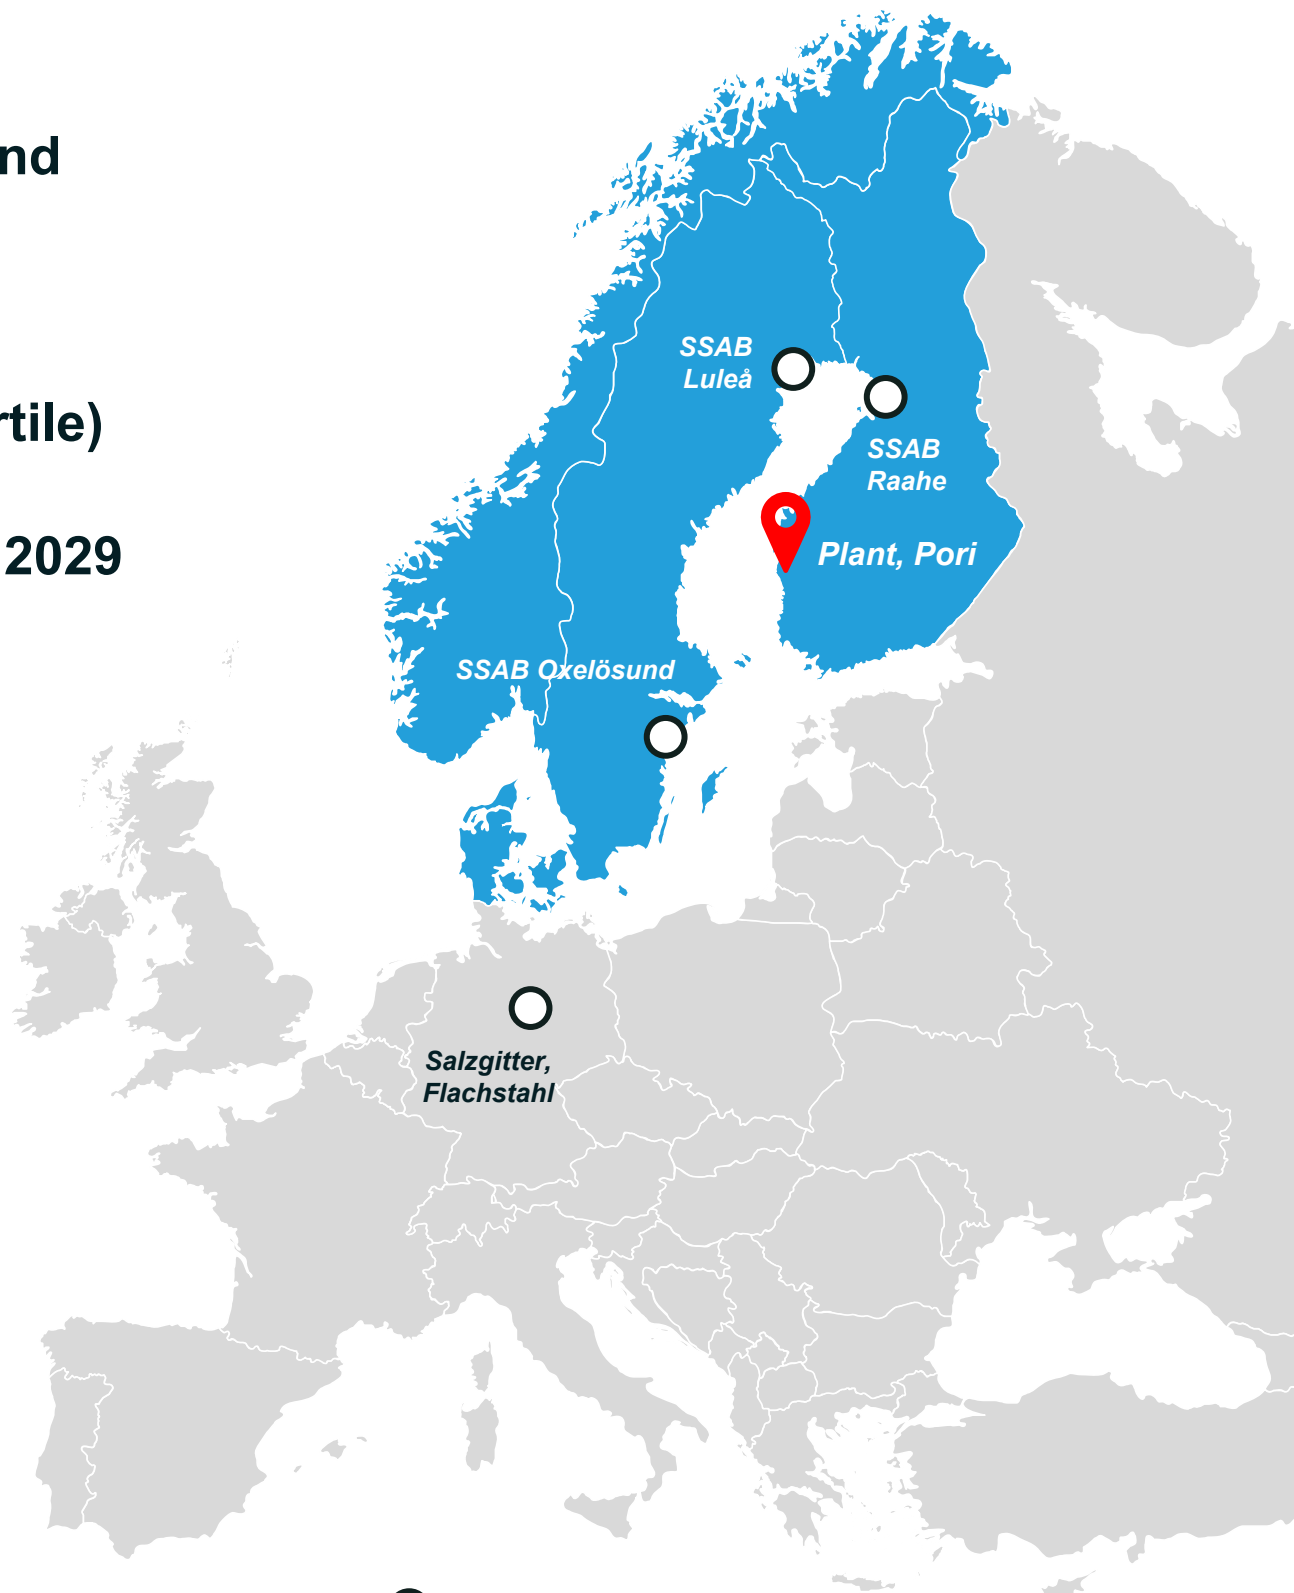 nd
rtile)
2029
SSAB
Luleå
SSAB
Raahe
Plant, Pori
SSAB Oxelösund
Salzgitter,
Flachstahl